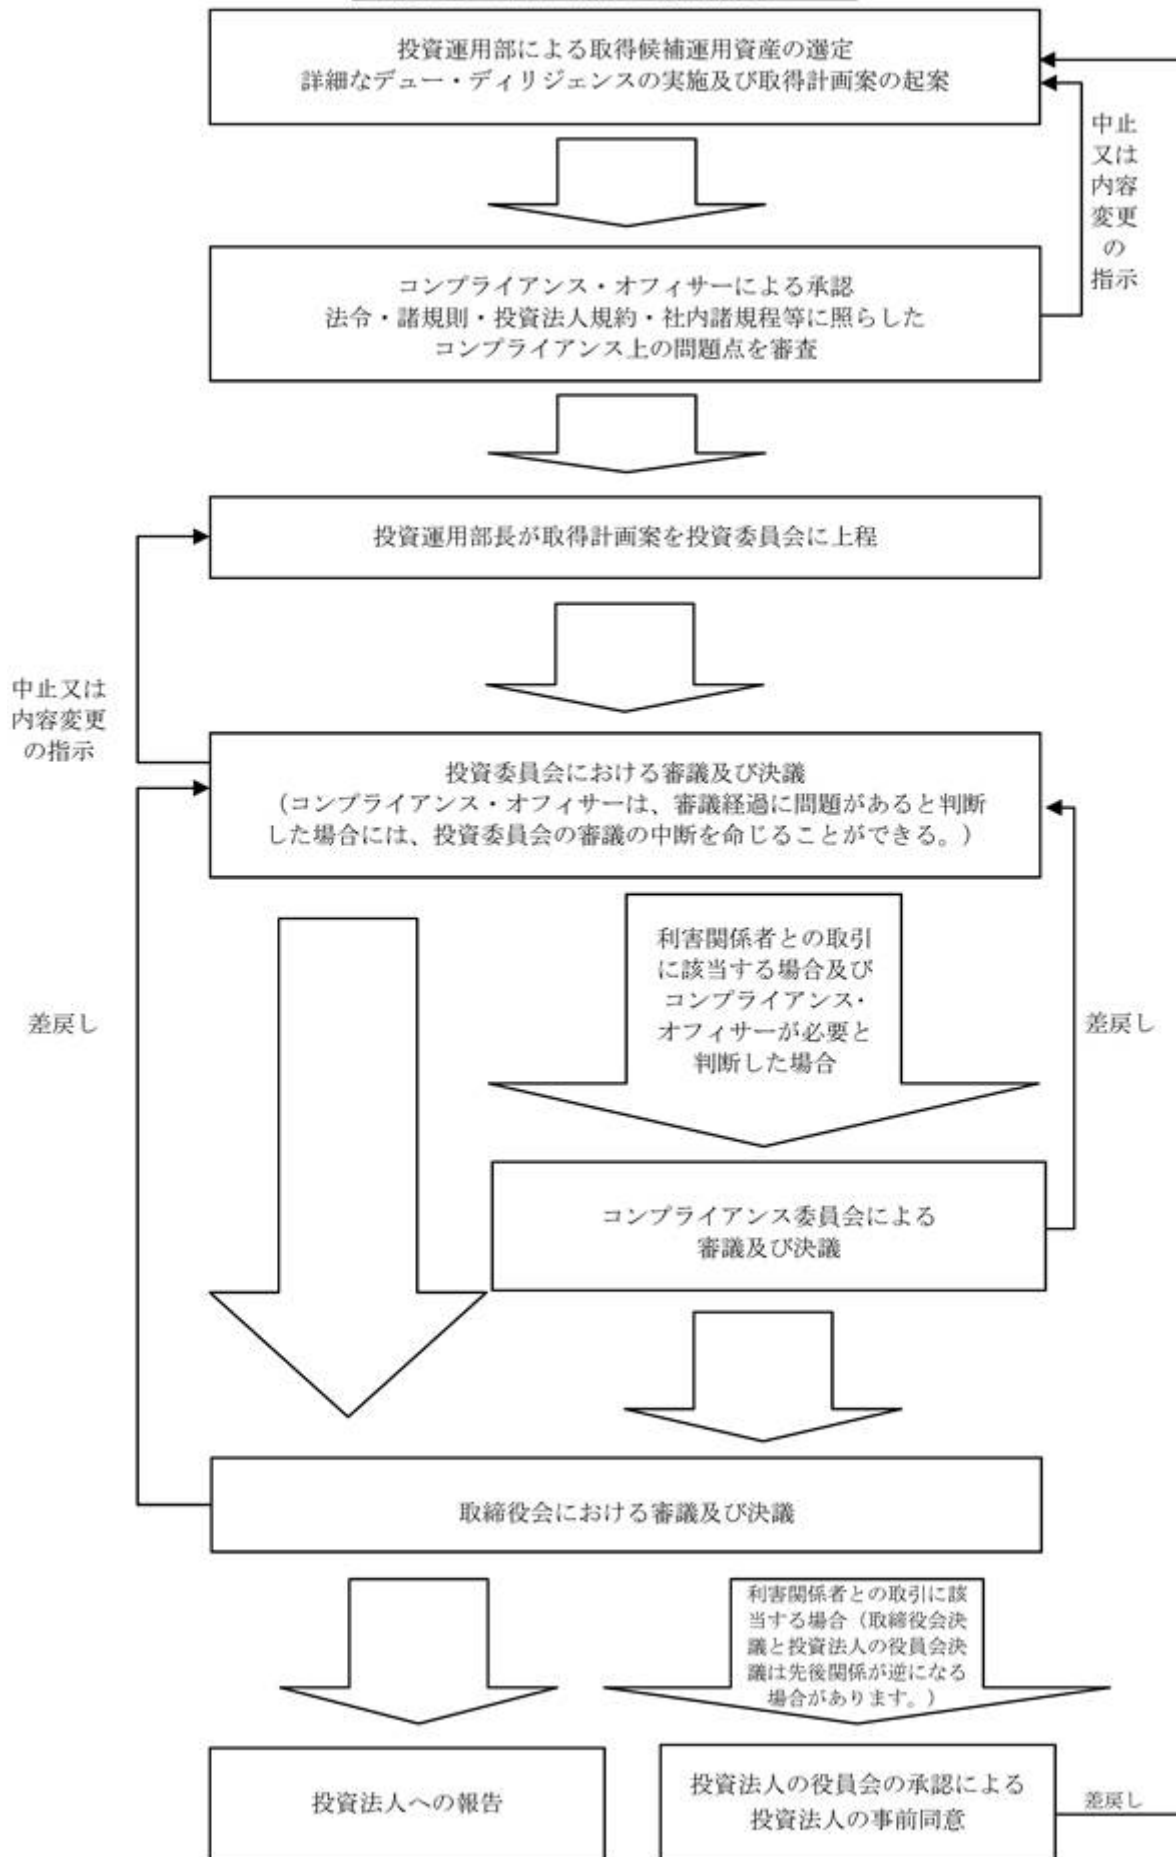 投資運用部による取得候補運用資産の選定
詳細なデュー・ディリジェンスの実施及び取得計画案の起案
中止
又は
内容
変更
の
指示
コンプライアンス・オフィサーによる承認
法令・諸規則・投資法人規約・社内諸規程等に照らした
コンプライアンス上の問題点を審査
投資運用部長が取得計画案を投資委員会に上程
中止又は
内容変更
の指示
投資委員会における審議及び決議
（コンプライアンス・オフィサーは、審議経過に問題があると判断
した場合には、投資委員会の審議の中断を命じることができる。）
利害関係者との取引
に該当する場合及び
コンプライアンス・
オフィサーが必要と
判断した場合
差戻し
差戻し
コンプライアンス委員会による
審議及び決議
取締役会における審議及び決議
利害関係者との取引に該
当する場合（取締役会決
議と投資法人の役員会決
議は先後関係が逆になる
場合があります。）
投資法人への報告
投資法人の役員会の承認による
投資法人の事前同意
差戻し